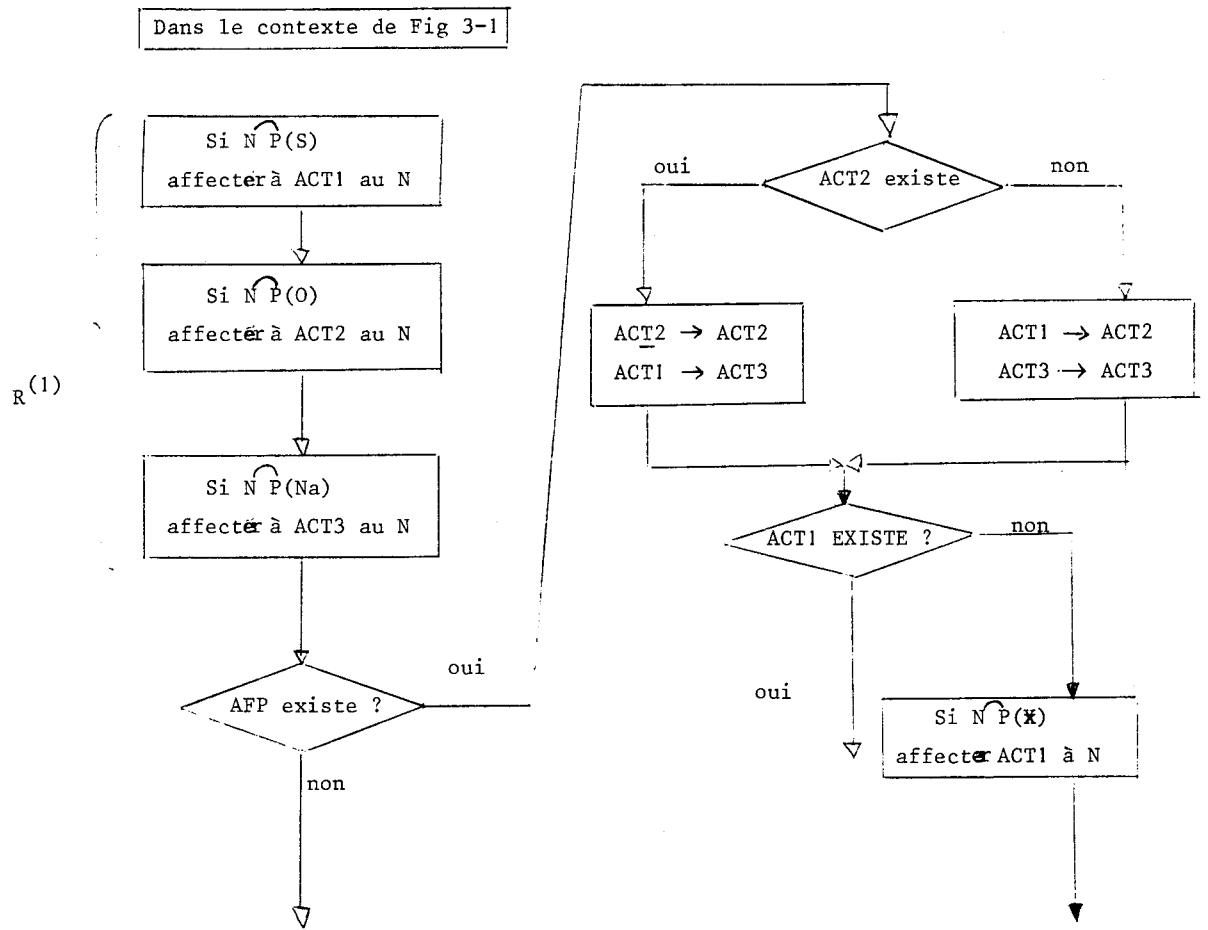 Dans le contexte de Fig 3-1
Si N P(S)
affecter à ACT1 au N
Si N P(O)
affecter à ACT2 au N
R(1)
Si N P(Na)
affecter à ACT3 au N
AFP existe ?
oui
non
ACT2 existe
oui
non
ACT2 → ACT2
ACT1 → ACT3
ACT1 → ACT2
ACT3 → ACT3
ACT1 EXISTE ?
non
oui
Si N P(X)
affecter ACT1 à N